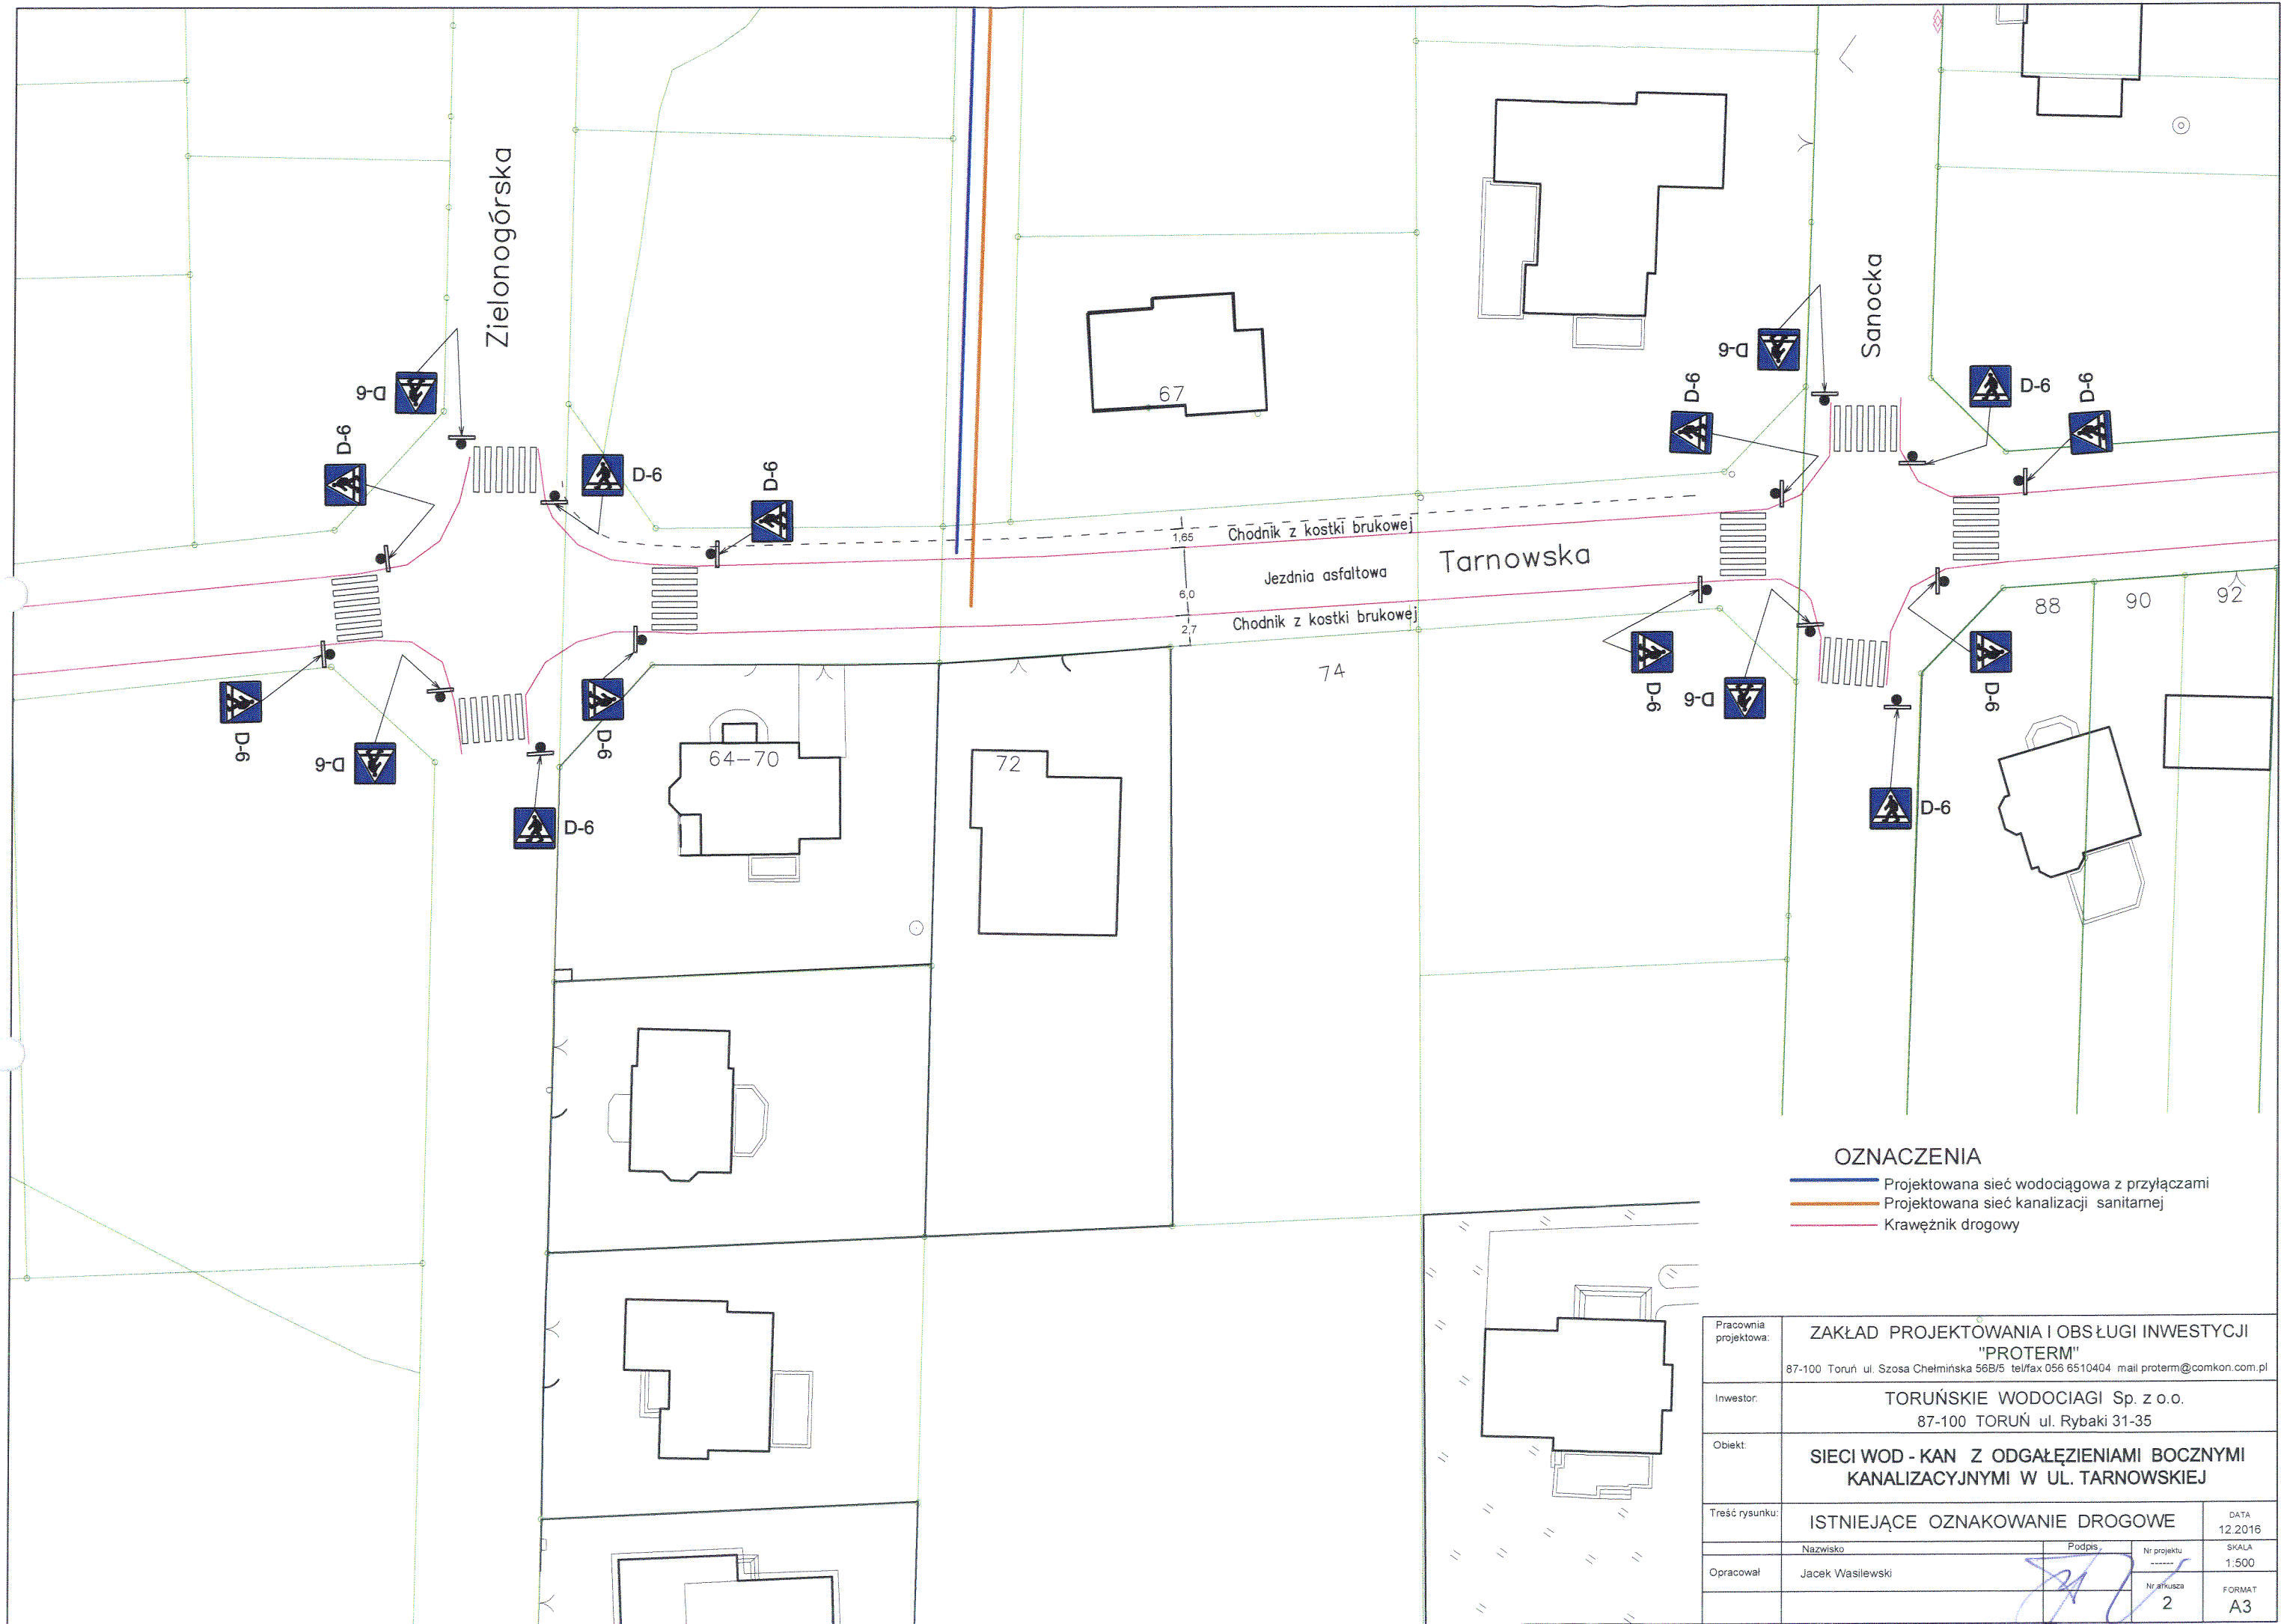 Zielonogórska
Sanocka
D-6
D-6
D-6
D-6
D-6
D-6
D-6
D-6
67
1,65
Chodnik z kostki brukowej
Jezdnia asfaltowa
Tarnowska
6,0
2,7
Chodnik z kostki brukowej
74
88
90
92
D-6
D-6
D-6
D-6
D-6
D-6
D-6
D-6
64-70
72
OZNACZENIA
Projektowana sieć wodociągowa z przyłączami
Projektowana sieć kanalizacji sanitarnej
Krawężnik drogowy
Pracownia projektowa:
ZAKŁAD PROJEKTOWANIA I OBSŁUGI INWESTYCJI
"PROTERM"
87-100 Toruń ul. Szosa Chełmińska 56B/5 tel/fax 056 6510404 mail proterm@comkon.com.pl
Inwestor:
TORUŃSKIE WODOCIAGI Sp. z o.o.
87-100 TORUŃ ul. Rybaki 31-35
Obiekt:
SIECI WOD - KAN Z ODGAŁĘZIENIAMI BOCZNYMI
KANALIZACYJNYMI W UL. TARNOWSKIEJ
Treść rysunku:
ISTNIEJĄCE OZNAKOWANIE DROGOWE
DATA
12.2016
Nazwisko
Podpis
Nr projektu
------
SKALA
1:500
Opracował
Jacek Wasilewski
Nr arkusza
2
FORMAT
A3